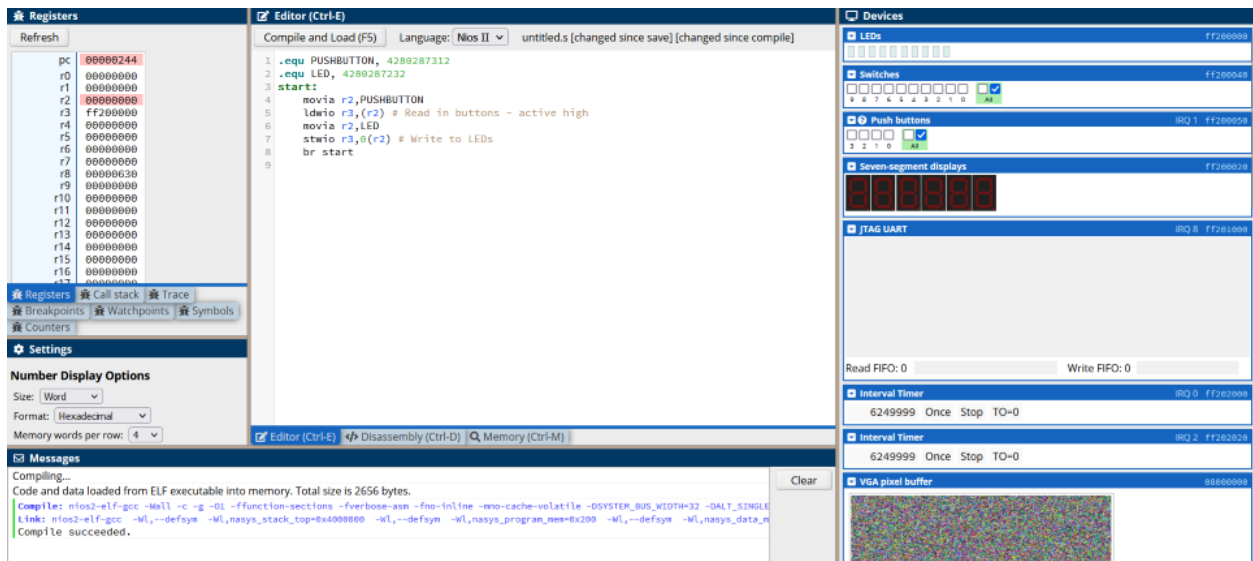 Registers
Refresh
pc 00000244
r0 00000000
r1 00000000
r2 00000000
r3 ff200000
r4 00000000
r5 00000000
r6 00000000
r7 00000000
r8 00000630
r9 00000000
r10 00000000
r11 00000000
r12 00000000
r13 00000000
r14 00000000
r15 00000000
r16 00000000
Registers Call stack Trace
Breakpoints Watchpoints Symbols
Counters
Settings
Number Display Options
Size: Word
Format: Hexadecimal
Memory words per row: 4
Editor (Ctrl-E)
Compile and Load (F5) Language: Nios II untitled.s [changed since save] [changed since compile]
1 .equ PUSHBUTTON, 4280287312
2 .equ LED, 4280287232
3 start:
4 movia r2,PUSHBUTTON
5 ldwio r3,(r2) # Read in buttons - active high
6 movia r2,LED
7 stwio r3,0(r2) # Write to LEDs
8 br start
9
Editor (Ctrl-E) Disassembly (Ctrl-D) Memory (Ctrl-M)
Messages
Compiling...
Code and data loaded from ELF executable into memory. Total size is 2656 bytes.
Compile: nios2-elf-gcc -Wall -c -g -O1 -ffunction-sections -fverbose-asm -fno-inline -mno-cache-volatile -DSYSTEM_BUS_WIDTH=32 -DALT_SINGLE
Link: nios2-elf-gcc -Wl,--defsym -Wl,nasys_stack_top=0x4000000 -Wl,--defsym -Wl,nasys_program_mem=0x200 -Wl,--defsym -Wl,nasys_data_m
Compile succeeded.
Clear
Devices
LEDs ff200000
Switches ff200040
9 8 7 6 5 4 3 2 1 0 All
Push buttons IRQ 1 ff200050
3 2 1 0 All
Seven-segment displays ff200020
JTAG UART IRQ 8 ff201000
Read FIFO: 0 Write FIFO: 0
Interval Timer IRQ 0 ff202000
6249999 Once Stop TO=0
Interval Timer IRQ 2 ff202020
6249999 Once Stop TO=0
VGA pixel buffer 08000000